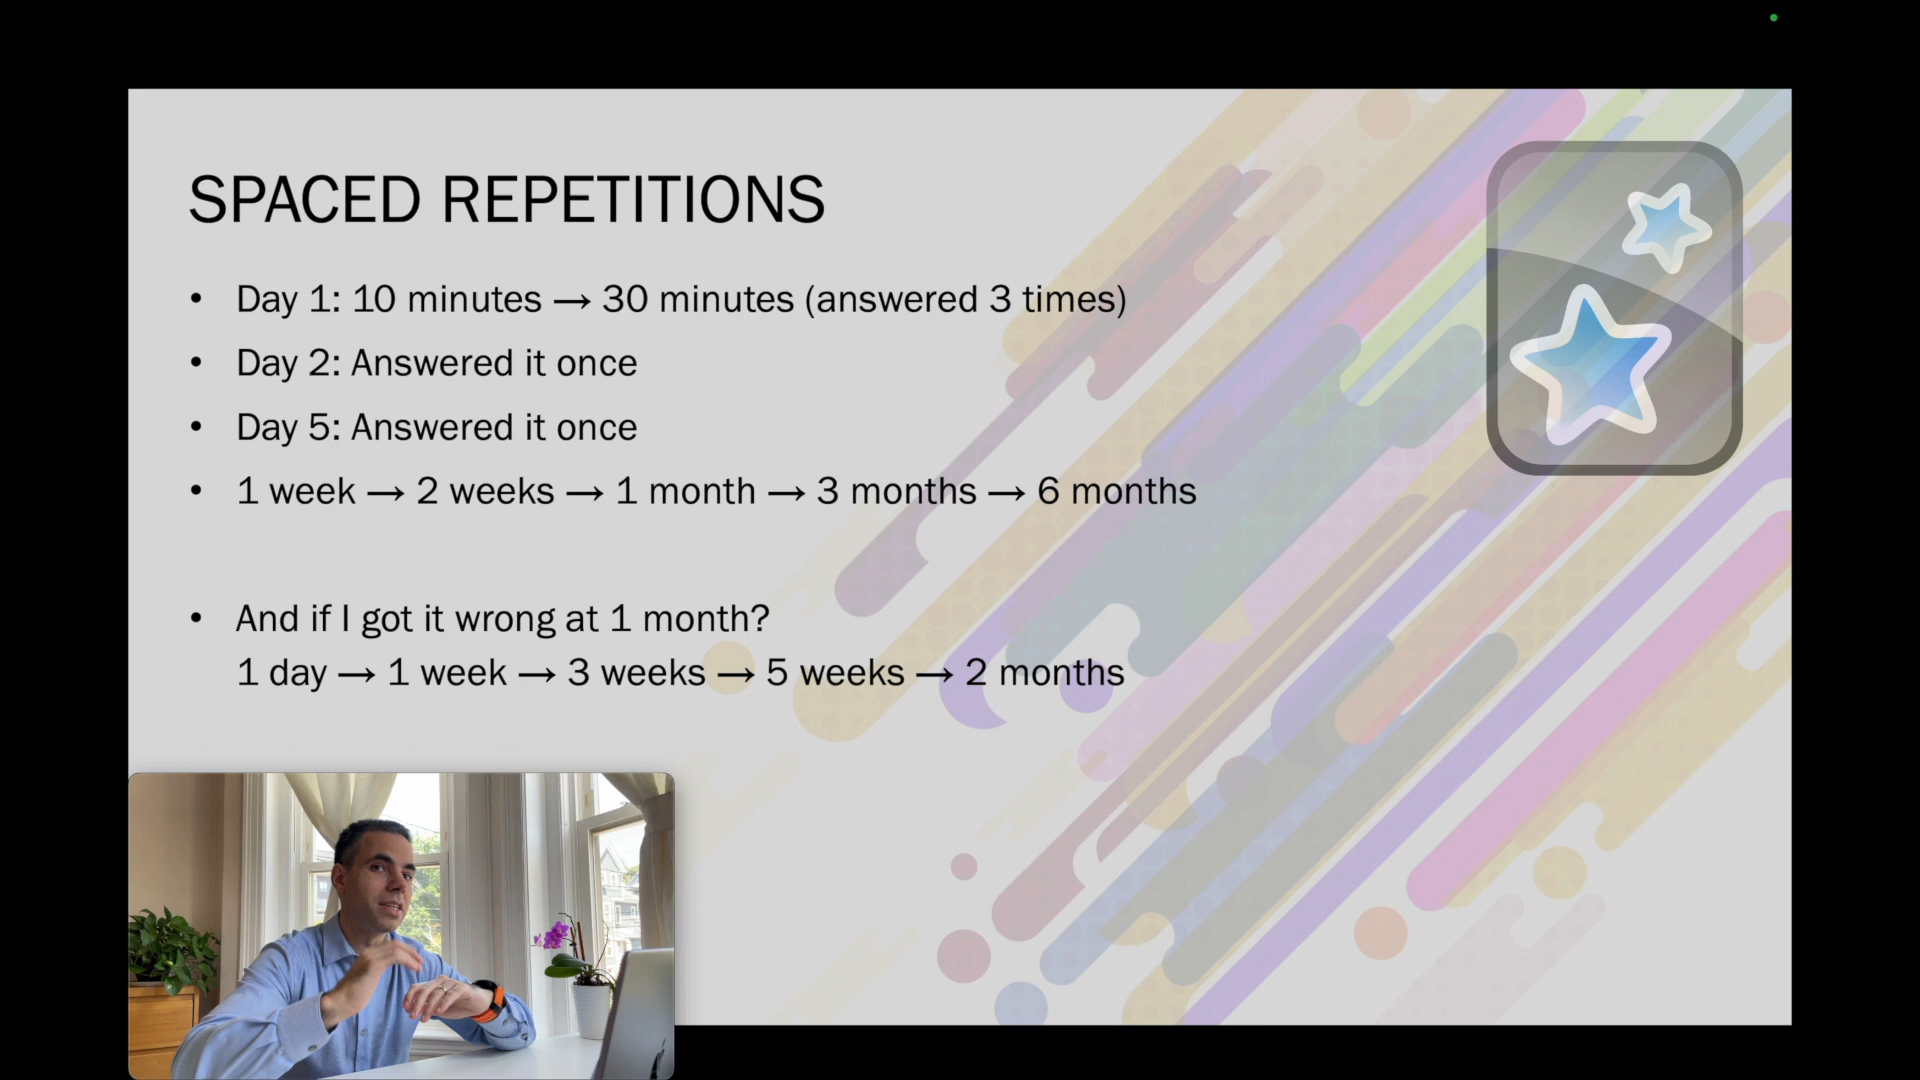 SPACED REPETITIONS
• Day 1: 10 minutes → 30 minutes (answered 3 times)
• Day 2: Answered it once
• Day 5: Answered it once
• 1 week → 2 weeks → 1 month → 3 months → 6 months
• And if I got it wrong at 1 month?
1 day → 1 week → 3 weeks → 5 weeks → 2 months